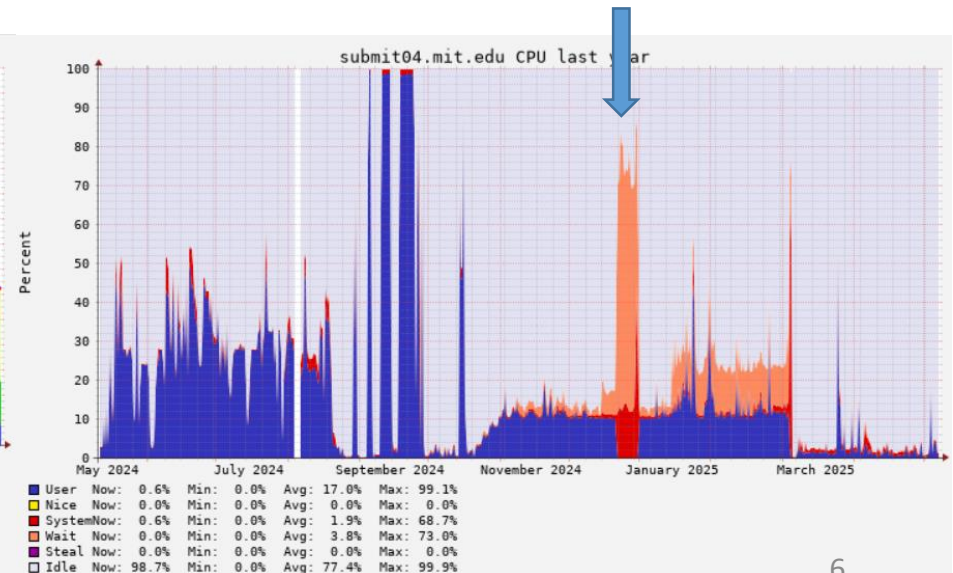 submit04.mit.edu CPU last ar
100
90
80
70
60
50
40
30
20
10
0
Percent
May 2024 July 2024 September 2024 November 2024 January 2025 March 2025
User Now: 0.6% Min: 0.0% Avg: 17.0% Max: 99.1%
Nice Now: 0.0% Min: 0.0% Avg: 0.0% Max: 0.0%
SystemNow: 0.6% Min: 0.0% Avg: 1.9% Max: 68.7%
Wait Now: 0.0% Min: 0.0% Avg: 3.8% Max: 73.0%
Steal Now: 0.0% Min: 0.0% Avg: 0.0% Max: 0.0%
Idle Now: 98.7% Min: 0.0% Avg: 77.4% Max: 99.9%
6